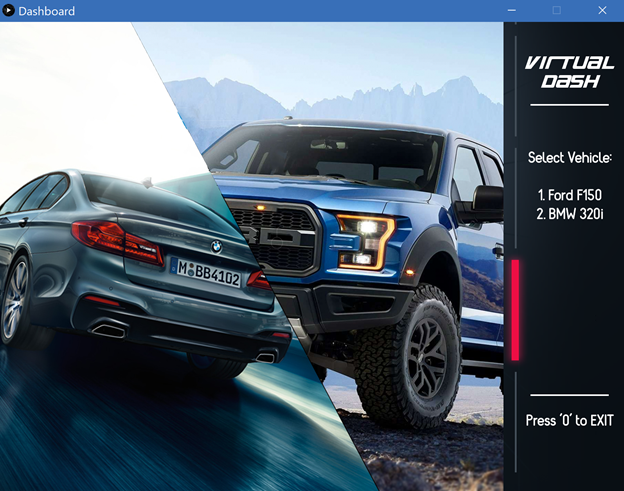 Dashboard
VIRTUAL
DASH
Select Vehicle:
1. Ford F150
2. BMW 320i
Press '0' to EXIT
M BB4102